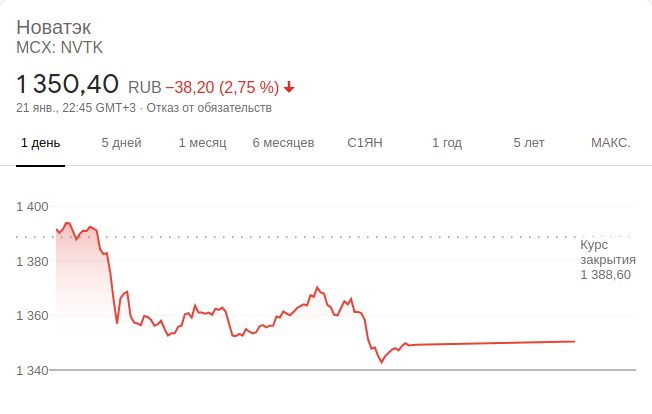 Новатэк
MCX: NVTK
1 350,40 RUB −38,20 (2,75 %)
21 янв., 22:45 GMT+3 · Отказ от обязательств
1 день 5 дней 1 месяц 6 месяцев С1ЯН 1 год 5 лет МАКС.
1 400
1 380
1 360
1 340
Курс
закрытия
1 388,60